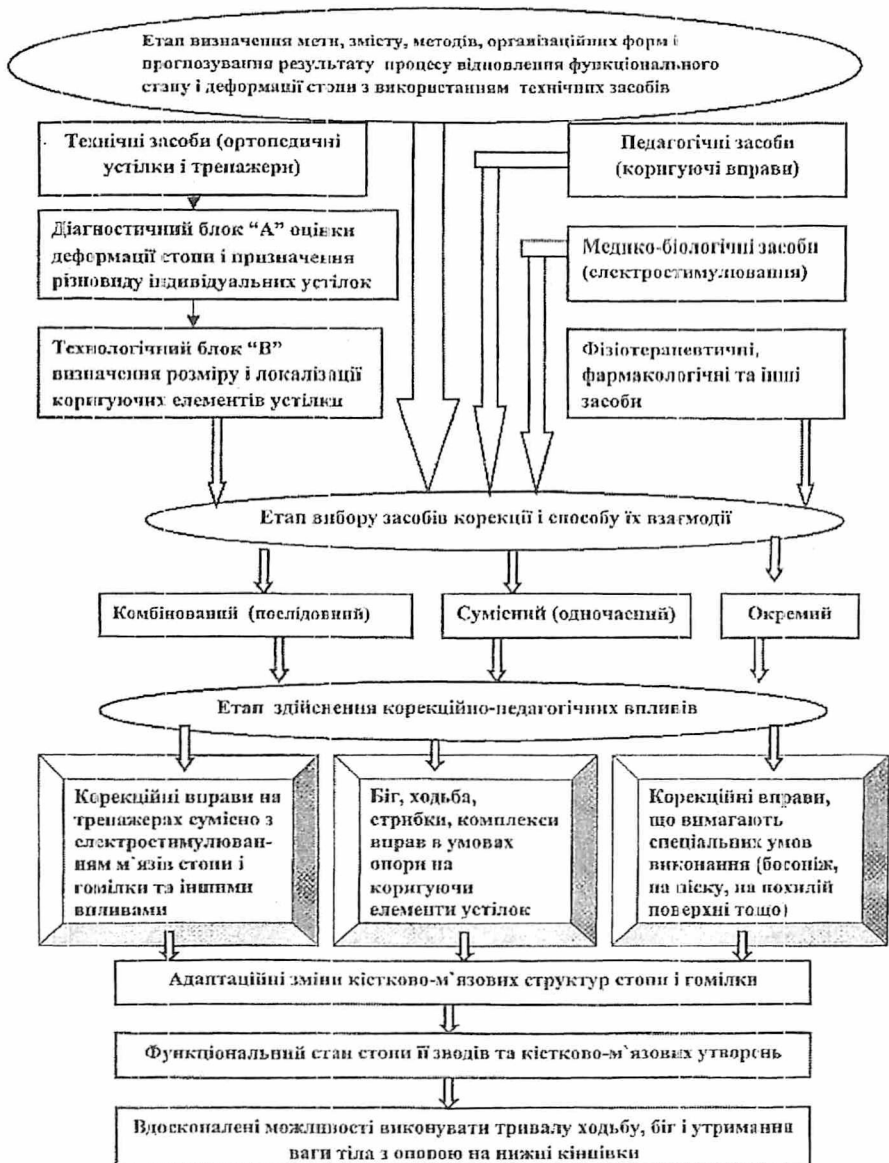 Етап визначення мети, змісту, методів, організаційних форм і
прогнозування результату процесу відновлення функціонального
стану і деформації стопи з використанням технічних засобів
Технічні засоби (ортопедичні
устілки і тренажери)
Педагогічні засоби
(коригуючі вправи)
Діагностичний блок “А” оцінки
деформації стопи і призначення
різновиду індивідуальних устілок
Медико-біологічні засоби
(електростимулювання)
Технологічний блок “В”
визначення розміру і локалізації
коригуючих елементів устілки
Фізіотерапевтичні,
фармакологічні та інші
засоби
Етап вибору засобів корекції і способу їх взаємодії
Комбінований (послідовний)
Сумісний (одночасний)
Окремий
Етап здійснення корекційно-педагогічних впливів
Корекційні вправи на
тренажерах сумісно з
електростимулюван-
ням м`язів стопи і
гомілки та іншими
впливами
Біг, ходьба,
стрибки, комплекси
вправ в умовах
опори на
коригуючи
елементи устілок
Корекційні вправи,
що вимагають
спеціальних умов
виконання (босоніж,
на піску, на похилій
поверхні тощо)
Адаптаційні зміни кістково-м`язових структур стопи і гомілки
Функціональний стан стопи її зводів та кістково-м`язових утворень
Вдосконалені можливості виконувати тривалу ходьбу, біг і утримання
ваги тіла з опорою на нижні кінцівки